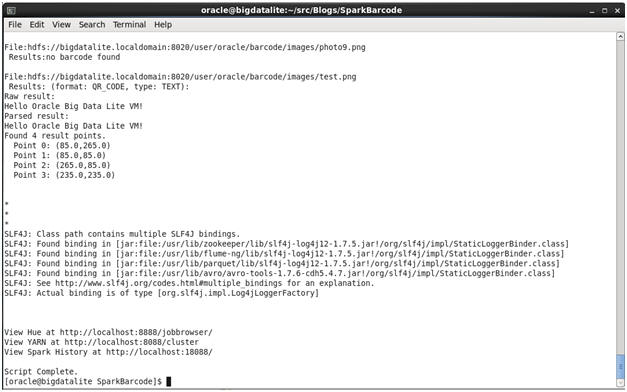 oracle@bigdatalite:~/src/Blogs/SparkBarcode
File Edit View Search Terminal Help
File:hdfs://bigdatalite.localdomain:8020/user/oracle/barcode/images/photo9.png
Results:no barcode found
File:hdfs://bigdatalite.localdomain:8020/user/oracle/barcode/images/test.png
Results: (format: QR_CODE, type: TEXT):
Raw result:
Hello Oracle Big Data Lite VM!
Parsed result:
Hello Oracle Big Data Lite VM!
Found 4 result points.
Point 0: (85.0,265.0)
Point 1: (85.0,85.0)
Point 2: (265.0,85.0)
Point 3: (235.0,235.0)
*
*
*
SLF4J: Class path contains multiple SLF4J bindings.
SLF4J: Found binding in [jar:file:/usr/lib/zookeeper/lib/slf4j-log4j12-1.7.5.jar!/org/slf4j/impl/StaticLoggerBinder.class]
SLF4J: Found binding in [jar:file:/usr/lib/flume-ng/lib/slf4j-log4j12-1.7.5.jar!/org/slf4j/impl/StaticLoggerBinder.class]
SLF4J: Found binding in [jar:file:/usr/lib/parquet/lib/slf4j-log4j12-1.7.5.jar!/org/slf4j/impl/StaticLoggerBinder.class]
SLF4J: Found binding in [jar:file:/usr/lib/avro/avro-tools-1.7.6-cdh5.4.7.jar!/org/slf4j/impl/StaticLoggerBinder.class]
SLF4J: See http://www.slf4j.org/codes.html#multiple_bindings for an explanation.
SLF4J: Actual binding is of type [org.slf4j.impl.Log4jLoggerFactory]
View Hue at http://localhost:8888/jobbrowser/
View YARN at http://localhost:8088/cluster
View Spark History at http://localhost:18088/
Script Complete.
[oracle@bigdatalite SparkBarcode]$